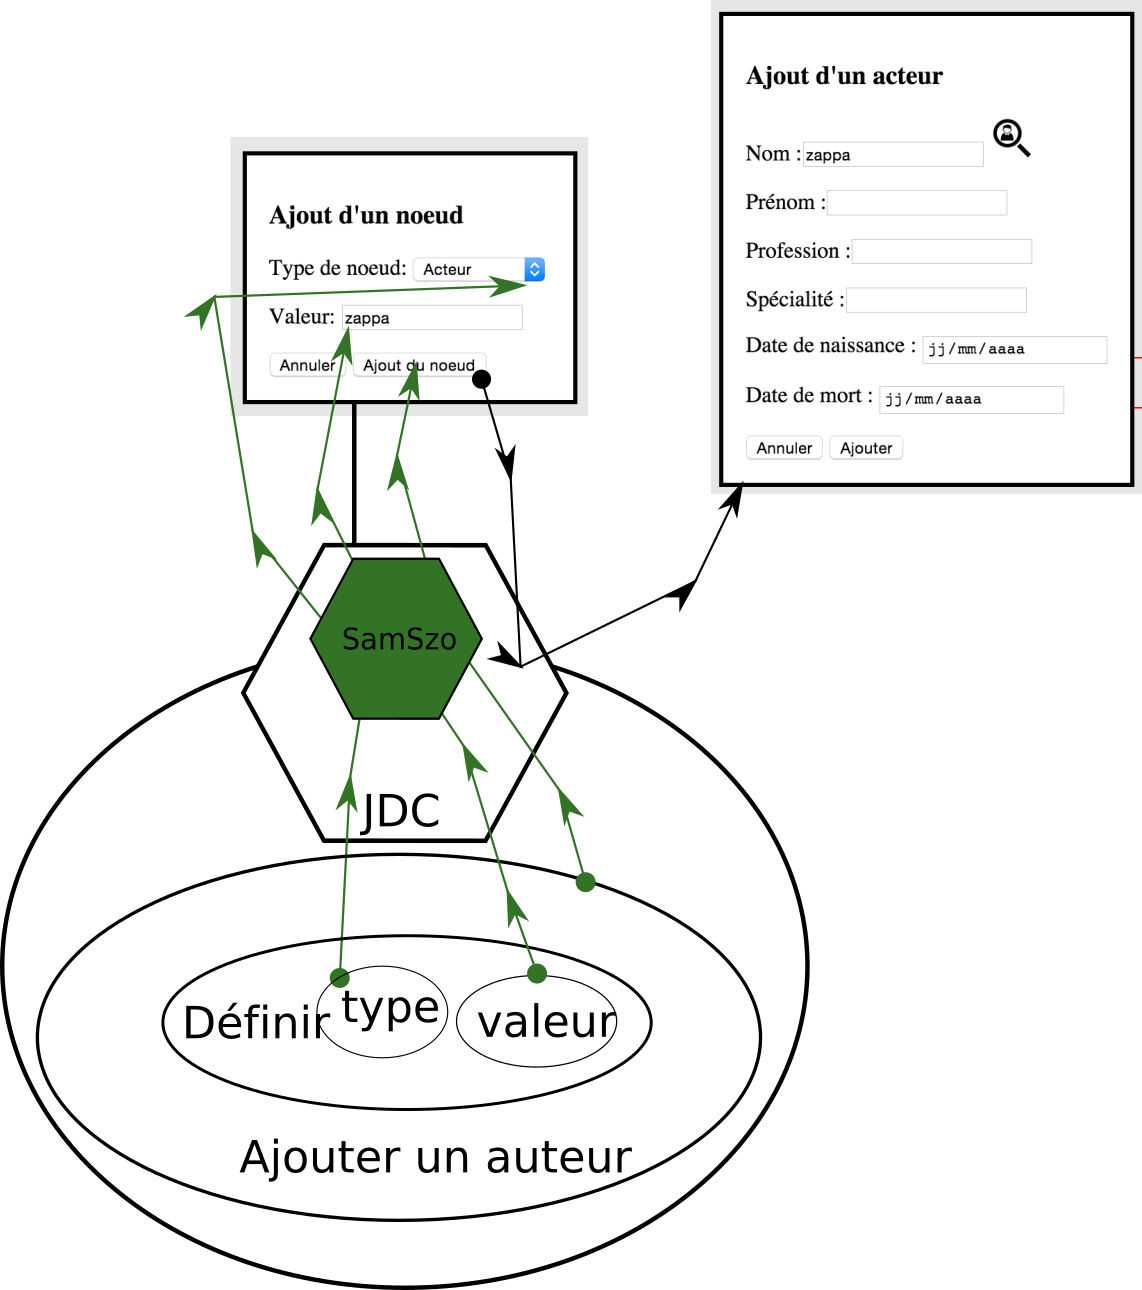 Ajout d'un acteur
Nom : zappa
Prénom :
Profession :
Spécialité :
Date de naissance : jj/mm/aaaa
Date de mort : jj/mm/aaaa
Annuler Ajouter
Ajout d'un noeud
Type de noeud: Acteur
Valeur: zappa
Annuler Ajout du noeud
SamSzo
JDC
Définir type valeur
Ajouter un auteur